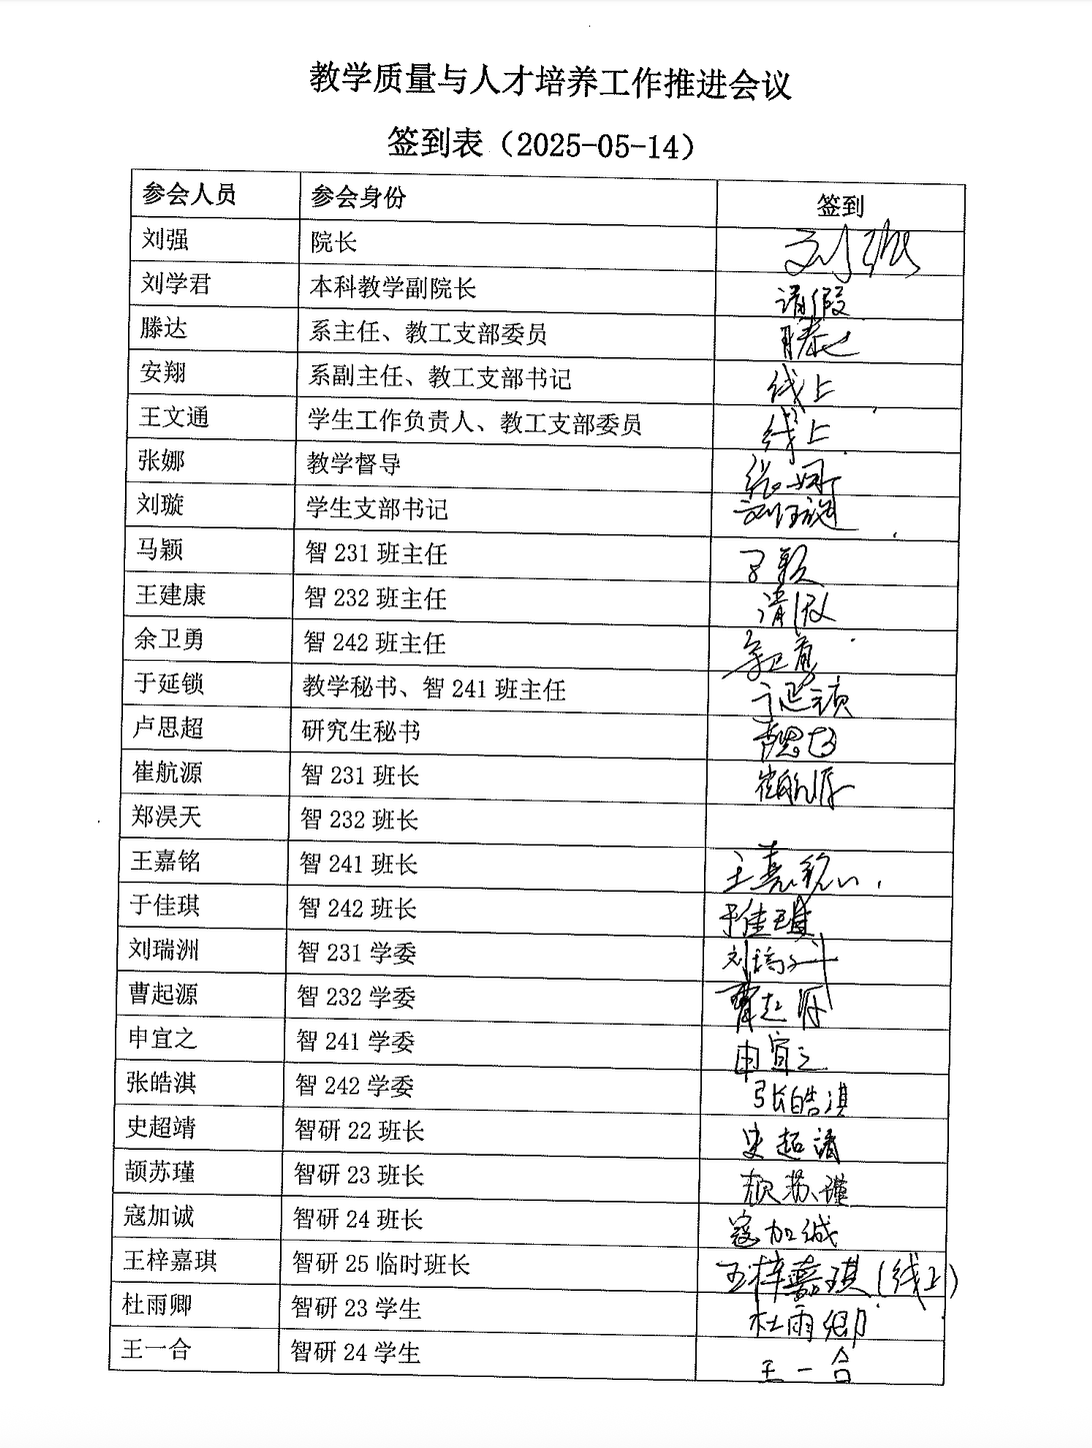 教学质量与人才培养工作推进会议
签到表（2025-05-14）
参会人员 参会身份 签到
刘强 院长 刘强
刘学君 本科教学副院长 请假
滕达 系主任、教工支部委员 滕达
安翔 系副主任、教工支部书记 线上
王文通 学生工作负责人、教工支部委员 线上
张娜 教学督导 张娜
刘璇 学生支部书记 刘璇
马颖 智 231 班主任 马颖
王建康 智 232 班主任 请假
余卫勇 智 242 班主任 余卫勇
于延锁 教学秘书、智 241 班主任 于延锁
卢思超 研究生秘书 卢思超
崔航源 智 231 班长 崔航源
郑淏天 智 232 班长
王嘉铭 智 241 班长 王嘉铭
于佳琪 智 242 班长 于佳琪
刘瑞洲 智 231 学委 刘瑞洲
曹起源 智 232 学委 曹起源
申宜之 智 241 学委 申宜之
张皓淇 智 242 学委 张皓淇
史超靖 智研 22 班长 史超靖
颉苏瑾 智研 23 班长 颉苏瑾
寇加诚 智研 24 班长 寇加诚
王梓嘉琪 智研 25 临时班长 王梓嘉琪（线上）
杜雨卿 智研 23 学生 杜雨卿
王一合 智研 24 学生 王一合